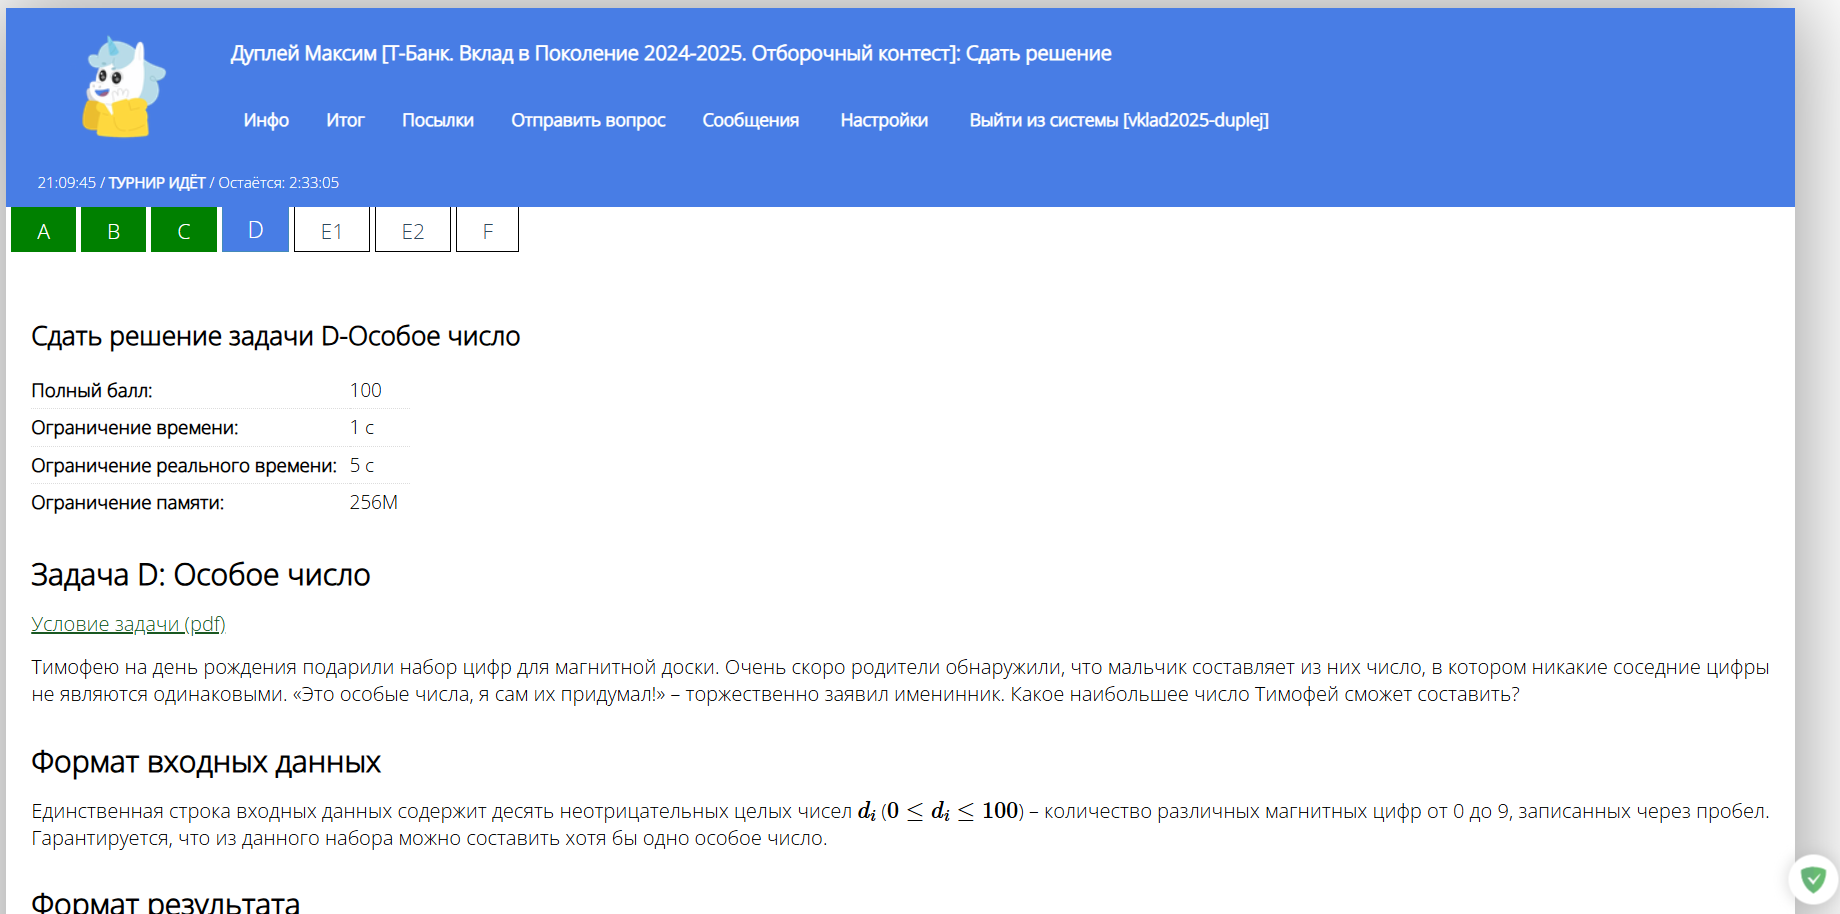 Дуплей Максим [Т-Банк. Вклад в Поколение 2024-2025. Отборочный контест]: Сдать решение
Инфо Итог Посылки Отправить вопрос Сообщения Настройки Выйти из системы [vklad2025-duplej]
21:09:45 / ТУРНИР ИДЁТ / Остаётся: 2:33:05
A B C D E1 E2 F
Сдать решение задачи D-Особое число
Полный балл: 100
Ограничение времени: 1 с
Ограничение реального времени: 5 с
Ограничение памяти: 256M
Задача D: Особое число
Условие задачи (pdf)
Тимофею на день рождения подарили набор цифр для магнитной доски. Очень скоро родители обнаружили, что мальчик составляет из них число, в котором никакие соседние цифры
не являются одинаковыми. «Это особые числа, я сам их придумал!» – торжественно заявил именинник. Какое наибольшее число Тимофей сможет составить?
Формат входных данных
Единственная строка входных данных содержит десять неотрицательных целых чисел dᵢ (0 ≤ dᵢ ≤ 100) – количество различных магнитных цифр от 0 до 9, записанных через пробел.
Гарантируется, что из данного набора можно составить хотя бы одно особое число.
Формат результата